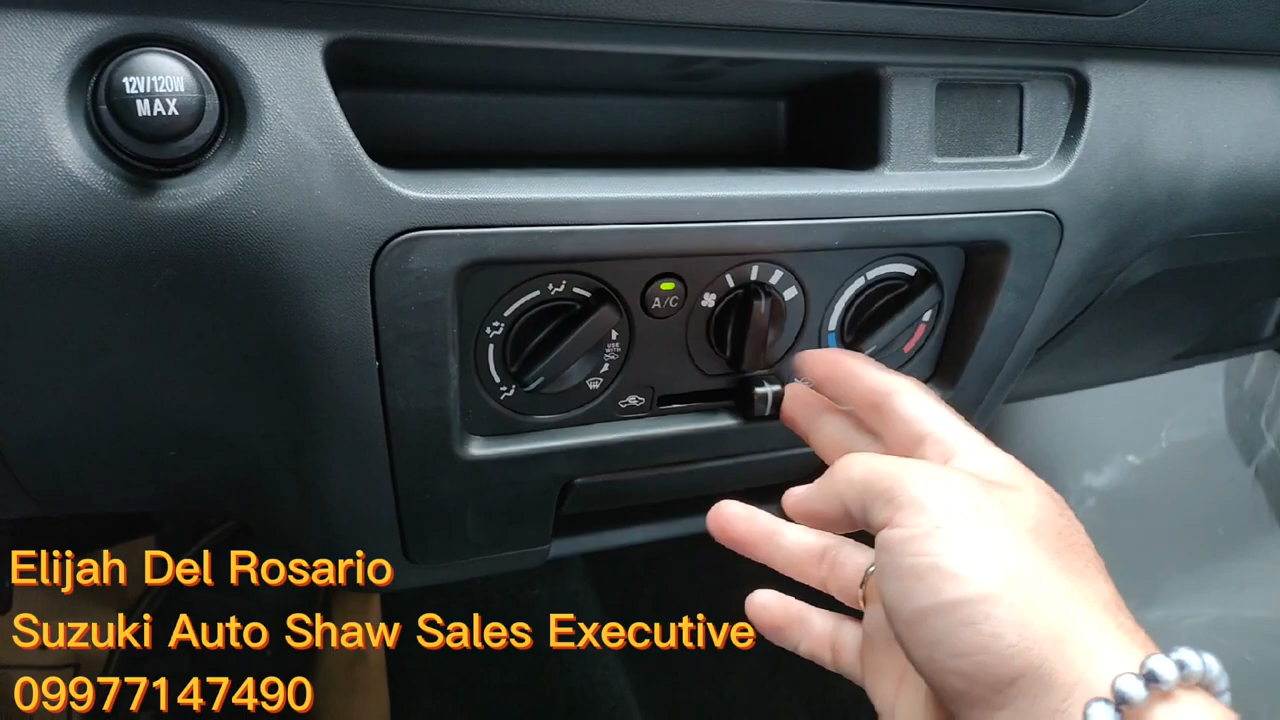 12V/120W
MAX
A/C
USE
WITH
Elijah Del Rosario
Suzuki Auto Shaw Sales Executive
09977147490